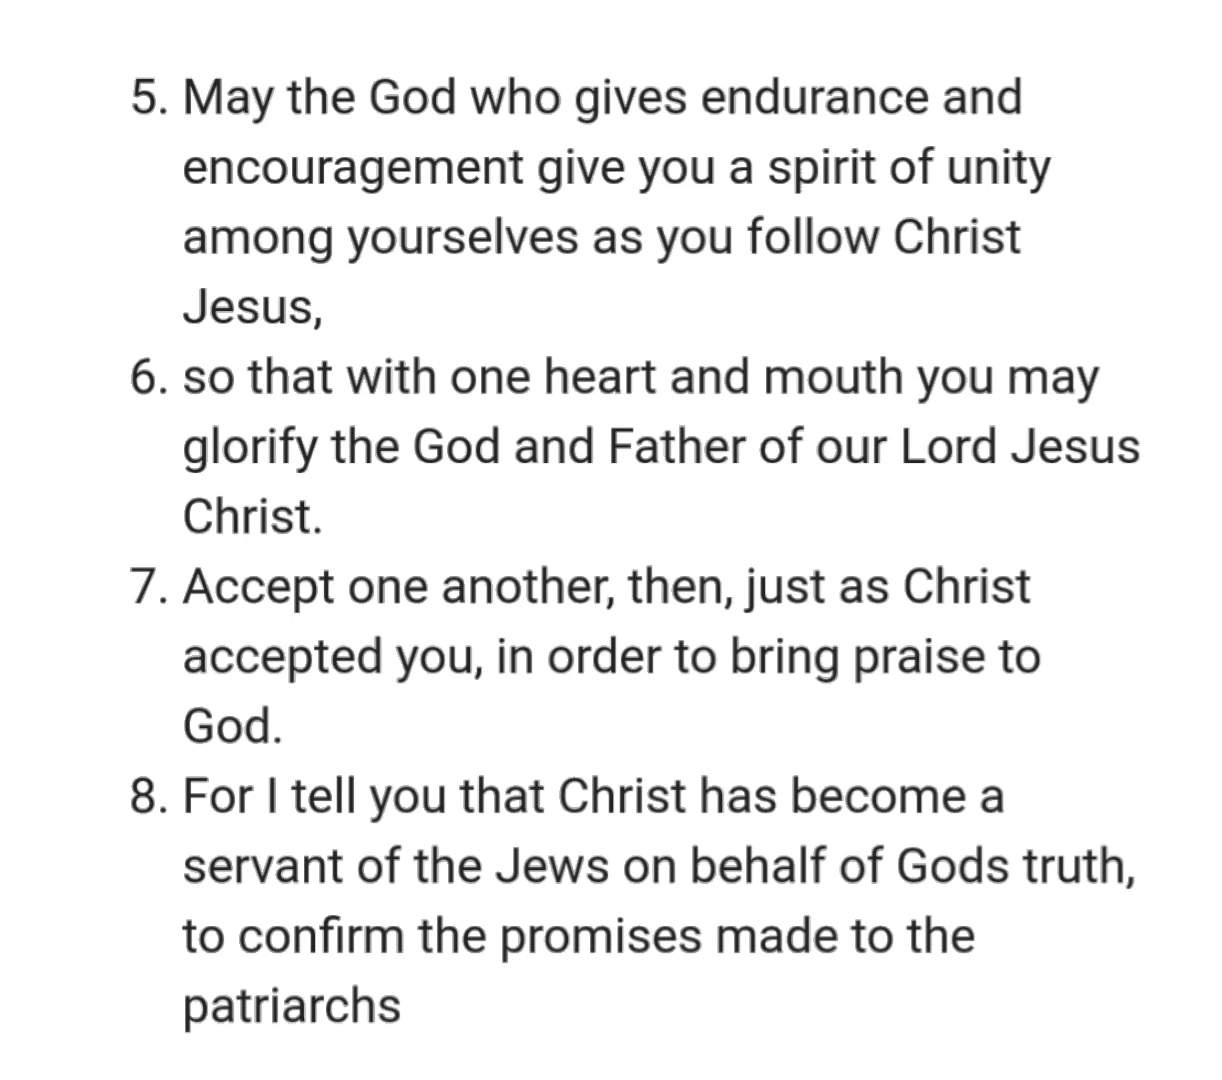 5. May the God who gives endurance and
encouragement give you a spirit of unity
among yourselves as you follow Christ
Jesus,
6. so that with one heart and mouth you may
glorify the God and Father of our Lord Jesus
Christ.
7. Accept one another, then, just as Christ
accepted you, in order to bring praise to
God.
8. For I tell you that Christ has become a
servant of the Jews on behalf of Gods truth,
to confirm the promises made to the
patriarchs